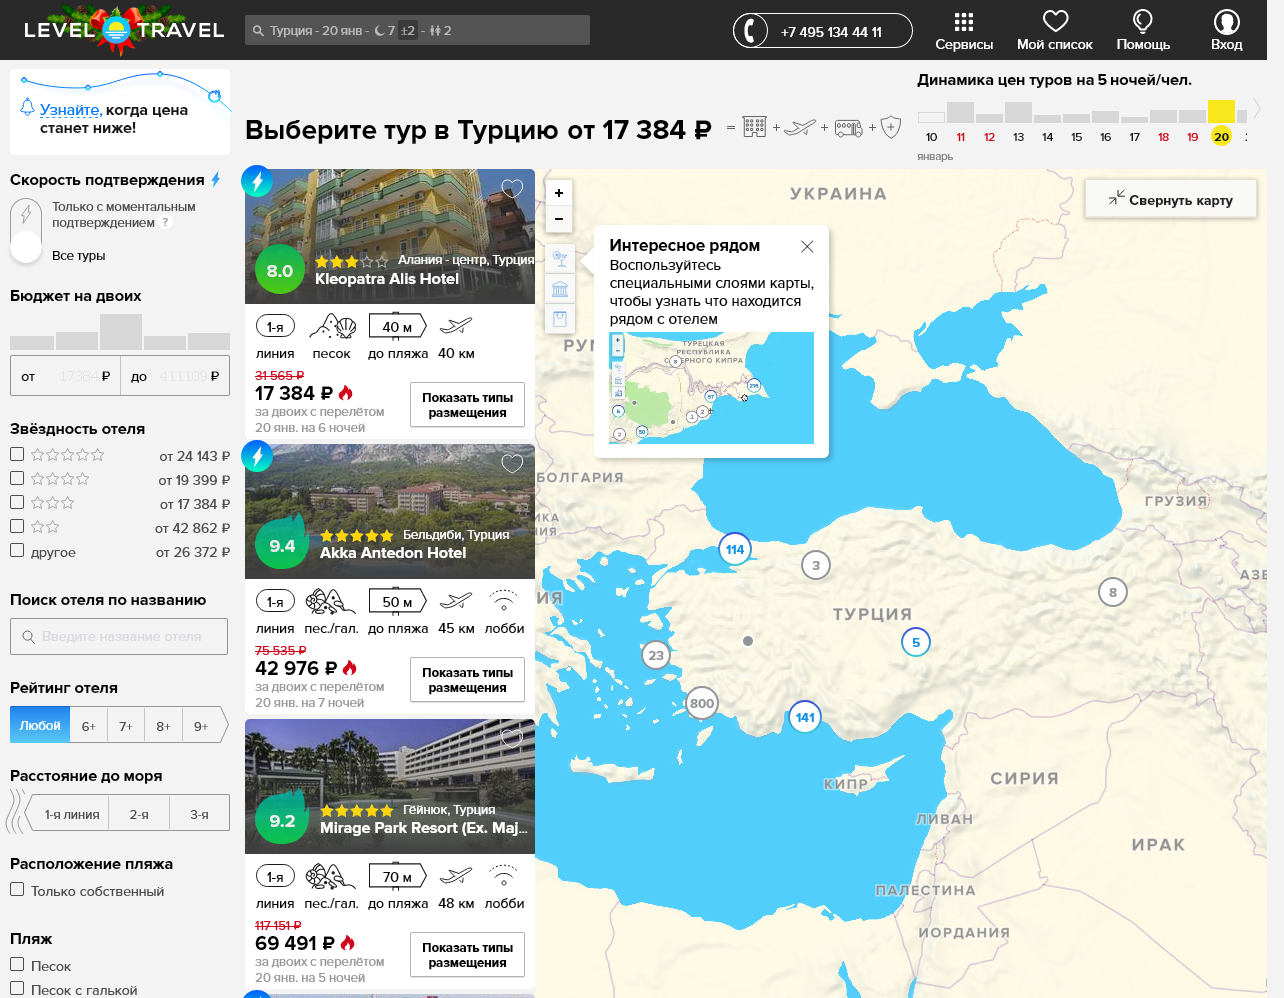 LEVEL TRAVEL
Турция - 20 янв - 7 ±2 - 2
+7 495 134 44 11
Сервисы
Мой список
Помощь
Вход
Узнайте, когда цена
станет ниже!
Выберите тур в Турцию от 17 384 ₽
= + + +
Динамика цен туров на 5 ночей/чел.
10 11 12 13 14 15 16 17 18 19 20
январь
Скорость подтверждения
Только с моментальным
подтверждением ?
Все туры
Бюджет на двоих
от 17384 ₽ до 411109 ₽
Звёздность отеля
от 24 143 ₽
от 19 399 ₽
от 17 384 ₽
от 42 862 ₽
другое от 26 372 ₽
Поиск отеля по названию
Введите название отеля
Рейтинг отеля
Любой 6+ 7+ 8+ 9+
Расстояние до моря
1-я линия 2-я 3-я
Расположение пляжа
Только собственный
Пляж
Песок
Песок с галькой
8.0
Алания - центр, Турция
Kleopatra Alis Hotel
1-я 40 м
линия песок до пляжа 40 км
31 565 ₽
17 384 ₽
за двоих с перелётом
20 янв. на 6 ночей
Показать типы
размещения
9.4
Бельдиби, Турция
Akka Antedon Hotel
1-я 50 м
линия пес./гал. до пляжа 45 км лобби
75 535 ₽
42 976 ₽
за двоих с перелётом
20 янв. на 7 ночей
Показать типы
размещения
9.2
Гёйнюк, Турция
Mirage Park Resort (Ex. Maj...
1-я 70 м
линия пес./гал. до пляжа 48 км лобби
117 151 ₽
69 491 ₽
за двоих с перелётом
20 янв. на 5 ночей
Показать типы
размещения
+
−
Свернуть карту
Интересное рядом
Воспользуйтесь
специальными слоями карты,
чтобы узнать что находится
рядом с отелем
ТУРЕЦКАЯ
РЕСПУБЛИКА
СЕВЕРНОГО КИПРА
УКРАИНА
РУМ
БОЛГАРИЯ
ГРУЗИЯ
АЗЕ
114
3
8
ИЯ
ТУРЦИЯ
5
23
800
141
КИПР
СИРИЯ
ЛИВАН
ИРАК
ПАЛЕСТИНА
ИОРДАНИЯ